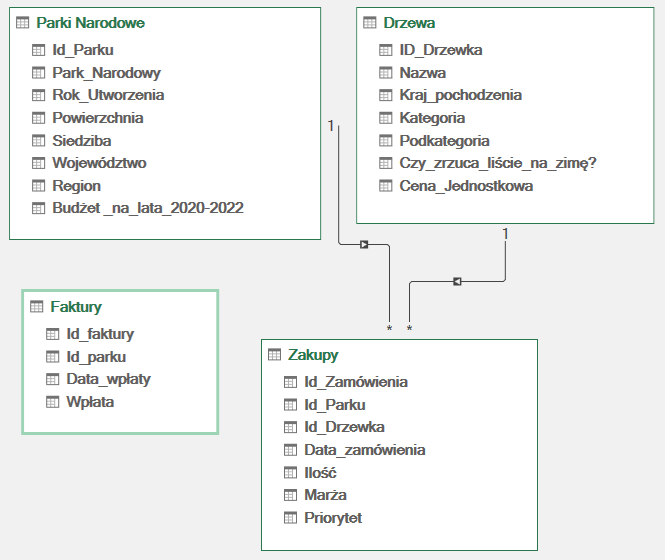 Parki Narodowe
Id_Parku
Park_Narodowy
Rok_Utworzenia
Powierzchnia
Siedziba
Województwo
Region
Budżet _na_lata_2020-2022
Drzewa
ID_Drzewka
Nazwa
Kraj_pochodzenia
Kategoria
Podkategoria
Czy_zrzuca_liście_na_zimę?
Cena_Jednostkowa
1
1
* *
Faktury
Id_faktury
Id_parku
Data_wpłaty
Wpłata
Zakupy
Id_Zamówienia
Id_Parku
Id_Drzewka
Data_zamówienia
Ilość
Marża
Priorytet